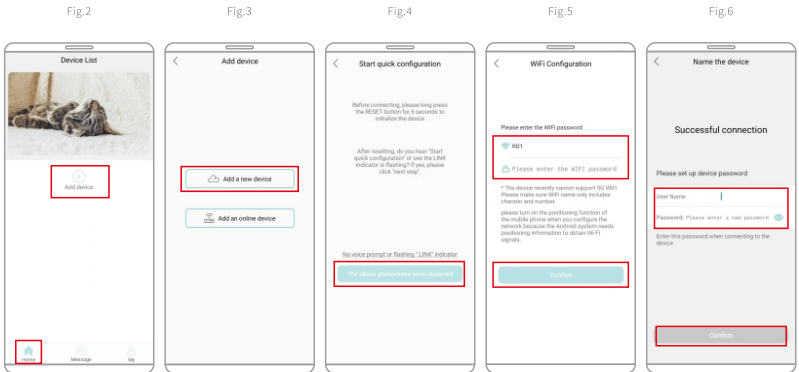 Fig.2
Fig.3
Fig.4
Fig.5
Fig.6
Device List
Add device
Home
Message
My
Add device
Add a new device
Add an online device
Start quick configuration
Before connecting, please long press
the RESET button for 5 seconds to
initialize the device
After resetting, do you hear "Start
quick configuration" or see the LINK
indicator is flashing? If yes, please
click "next step".
No voice prompt or flashing " LINK" indicator
The above phenomena were observed
WiFi Configuration
Please enter the WIFI password
RD1
Please enter the WIFI password
* The device recently cannot support 5G WiFi.
Please make sure WiFi name only includes
charater and number.
please turn on the positioning function of
the mobile phone when you configure the
network because the Android system needs
positioning information to obtain Wi-Fi
signals.
Confirm
Name the device
Successful connection
Please set up device password
User Name:
Password: Please enter a new password
Enter this password when connecting to the
device
Confirm